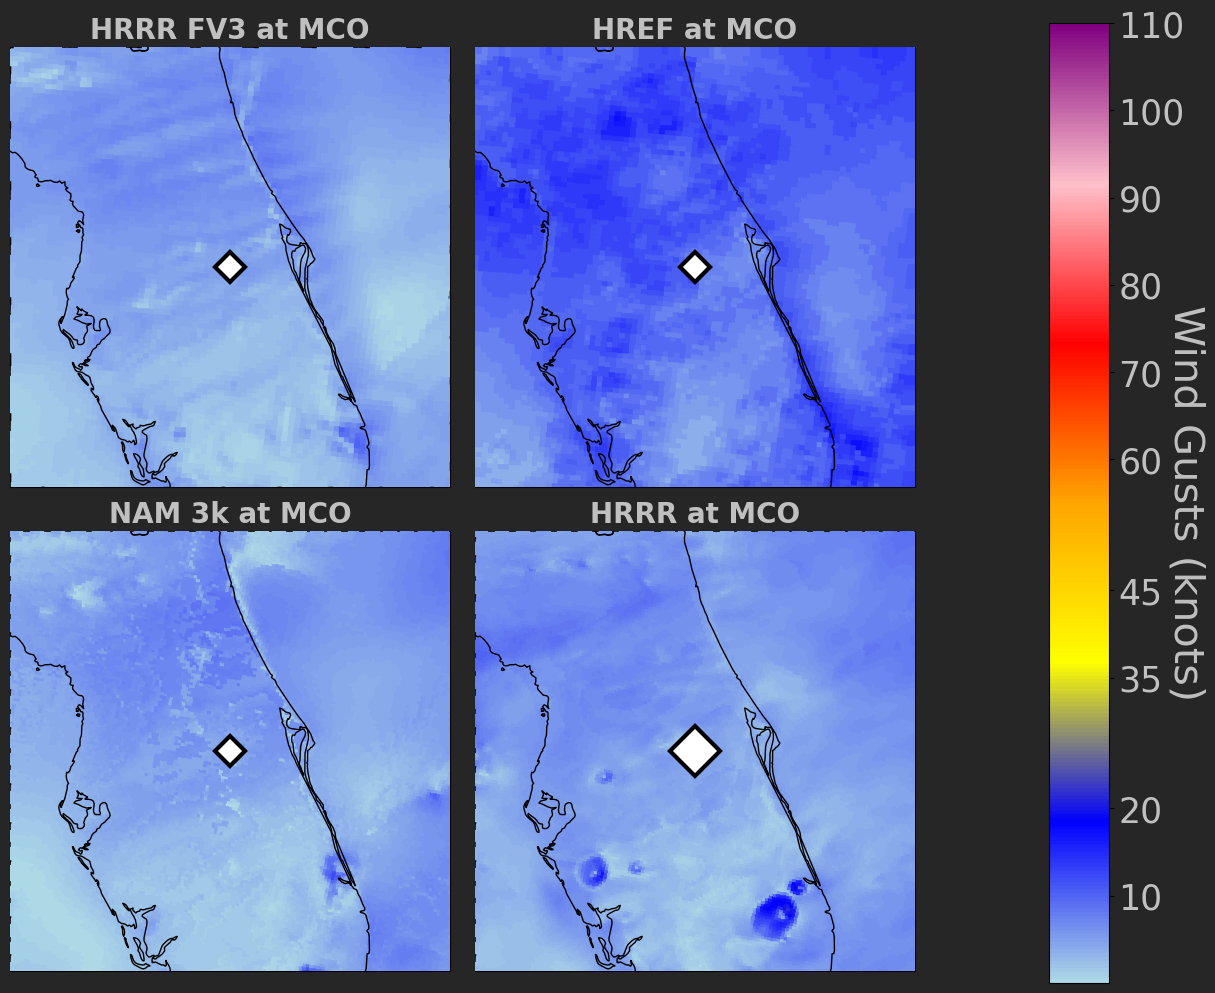 HRRR FV3 at MCO
HREF at MCO
NAM 3k at MCO
HRRR at MCO
110
100
90
80
70
60
45
35
20
10
Wind Gusts (knots)